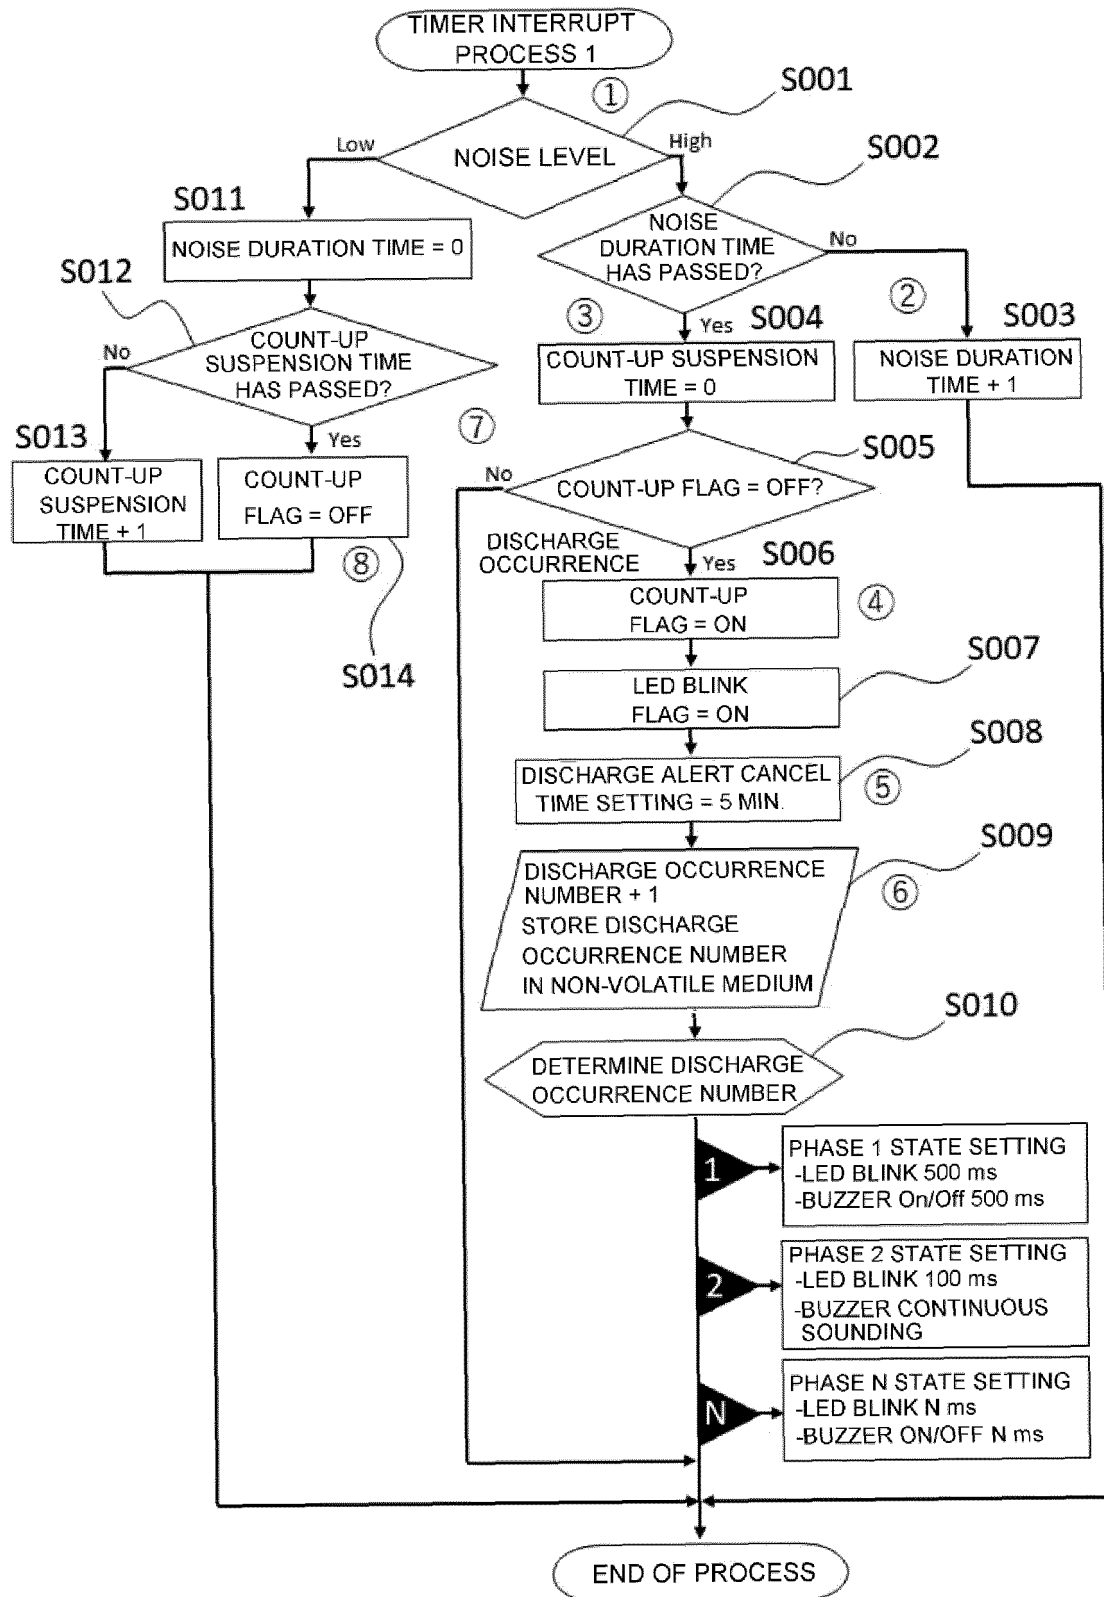 TIMER INTERRUPT
PROCESS 1
①
S001
Low
NOISE LEVEL
High
S002
S011
NOISE DURATION TIME = 0
NOISE
DURATION TIME
HAS PASSED?
No
S012
②
③
Yes
S004
S003
COUNT-UP
SUSPENSION TIME
HAS PASSED?
No
COUNT-UP SUSPENSION
TIME = 0
NOISE DURATION
TIME + 1
⑦
S013
Yes
S005
No
COUNT-UP
SUSPENSION
TIME + 1
COUNT-UP
FLAG = OFF
COUNT-UP FLAG = OFF?
⑧
DISCHARGE
OCCURRENCE
Yes
S006
COUNT-UP
FLAG = ON
④
S014
S007
LED BLINK
FLAG = ON
S008
DISCHARGE ALERT CANCEL
TIME SETTING = 5 MIN.
⑤
S009
DISCHARGE OCCURRENCE
NUMBER + 1
STORE DISCHARGE
OCCURRENCE NUMBER
IN NON-VOLATILE MEDIUM
⑥
S010
DETERMINE DISCHARGE
OCCURRENCE NUMBER
1
PHASE 1 STATE SETTING
-LED BLINK 500 ms
-BUZZER On/Off 500 ms
2
PHASE 2 STATE SETTING
-LED BLINK 100 ms
-BUZZER CONTINUOUS
SOUNDING
N
PHASE N STATE SETTING
-LED BLINK N ms
-BUZZER ON/OFF N ms
END OF PROCESS